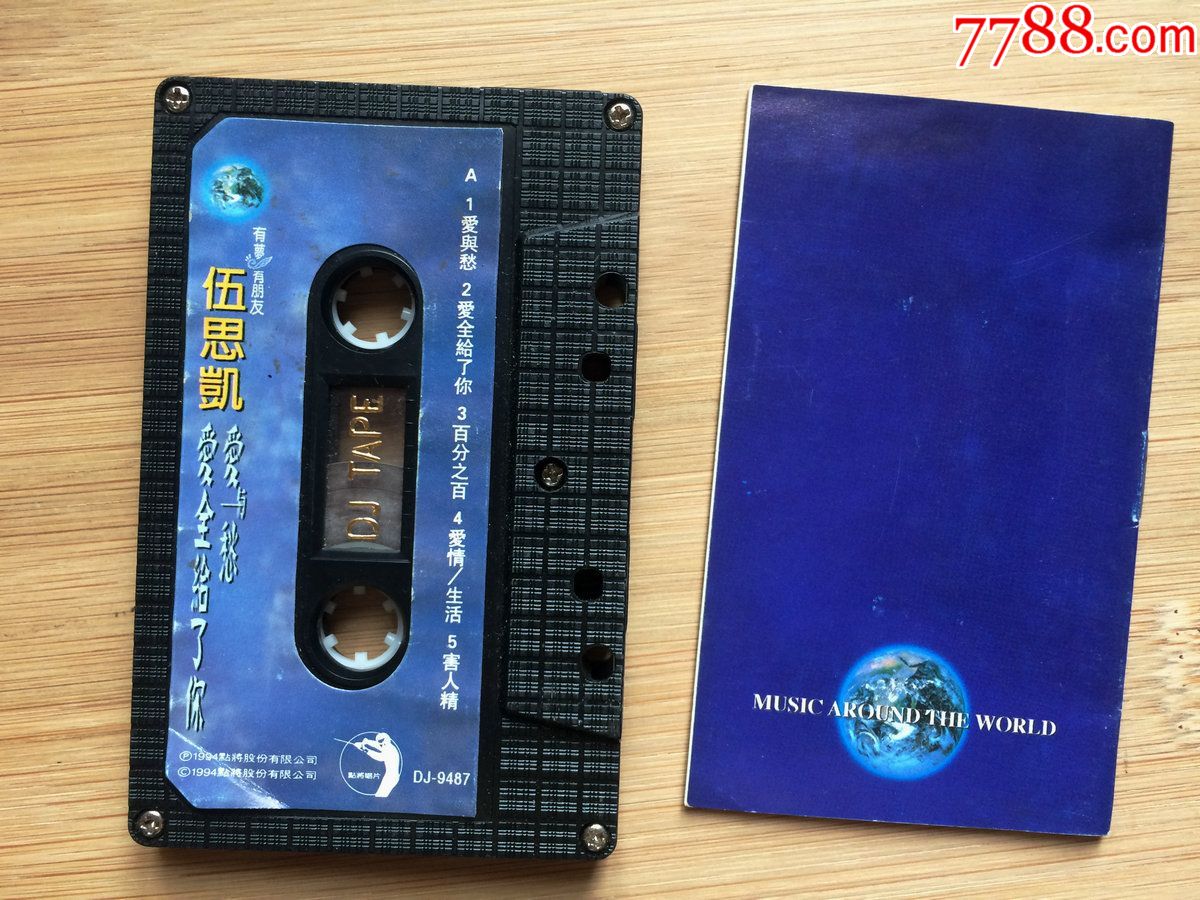 7788.com
A
1 愛與愁 2 愛全給了你 3 百分之百 4 愛情/生活 5 害人精
有夢有朋友
伍思凱
愛与愁
愛全給了你
DJ TAPE
Ⓟ1994點將股份有限公司
©1994點將股份有限公司
點將唱片
DJ-9487
MUSIC AROUND THE WORLD